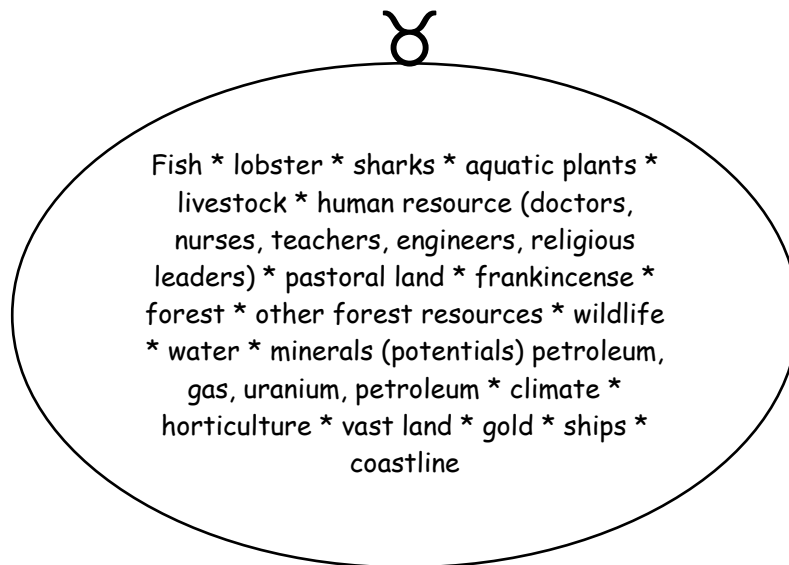 Fish * lobster * sharks * aquatic plants *
livestock * human resource (doctors,
nurses, teachers, engineers, religious
leaders) * pastoral land * frankincense *
forest * other forest resources * wildlife
* water * minerals (potentials) petroleum,
gas, uranium, petroleum * climate *
horticulture * vast land * gold * ships *
coastline